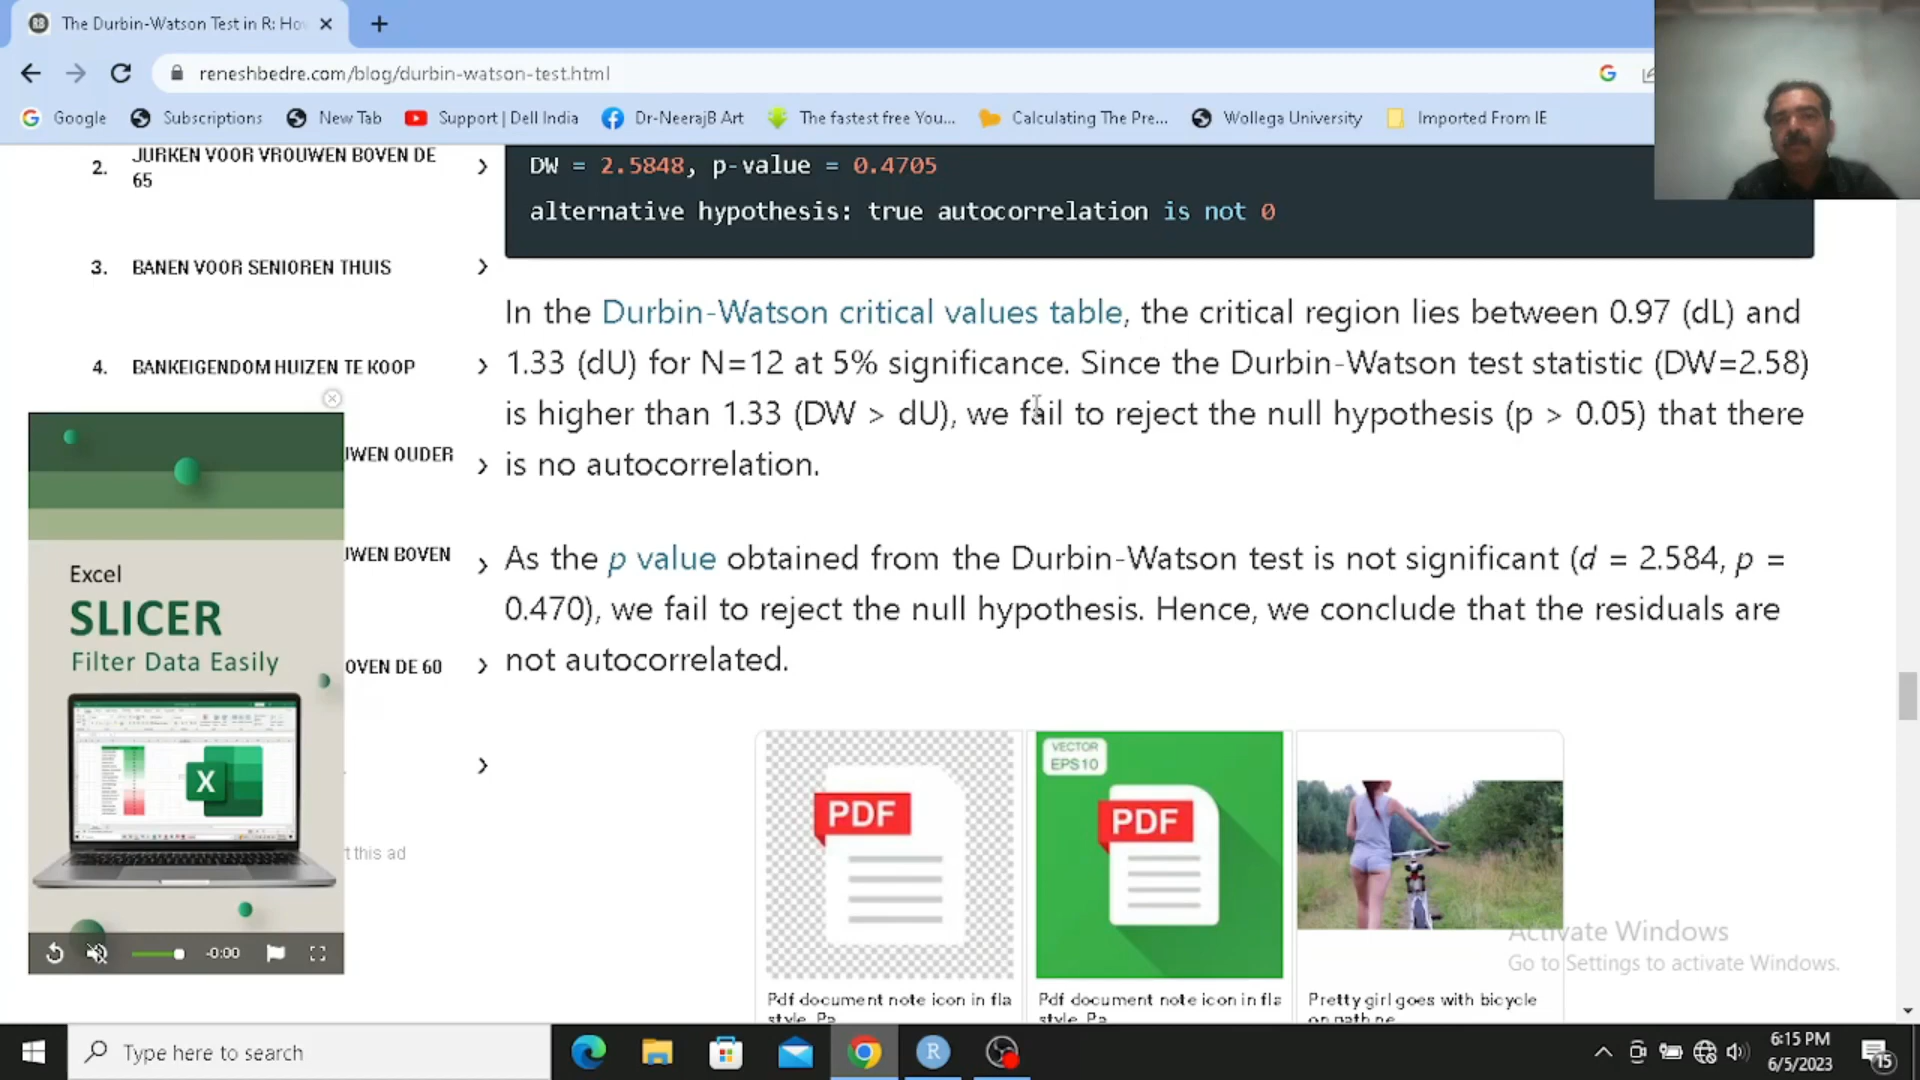 The Durbin-Watson Test in R: Ho
reneshbedre.com/blog/durbin-watson-test.html
Google
Subscriptions
New Tab
Support | Dell India
Dr-NeerajB Art
The fastest free You...
Calculating The Pre...
Wollega University
Imported From IE
2. JURKEN VOOR VROUWEN BOVEN DE
65
3. BANEN VOOR SENIOREN THUIS
4. BANKEIGENDOM HUIZEN TE KOOP
UWEN OUDER
UWEN BOVEN
OVEN DE 60
t this ad
Excel
SLICER
Filter Data Easily
X
-0:00
DW = 2.5848, p-value = 0.4705
alternative hypothesis: true autocorrelation is not 0
In the Durbin-Watson critical values table, the critical region lies between 0.97 (dL) and
1.33 (dU) for N=12 at 5% significance. Since the Durbin-Watson test statistic (DW=2.58)
is higher than 1.33 (DW > dU), we fail to reject the null hypothesis (p > 0.05) that there
is no autocorrelation.
As the p value obtained from the Durbin-Watson test is not significant (d = 2.584, p =
0.470), we fail to reject the null hypothesis. Hence, we conclude that the residuals are
not autocorrelated.
PDF
VECTOR
EPS10
PDF
Pdf document note icon in fla
style. Pa
Pdf document note icon in fla
style. Pa
Pretty girl goes with bicycle
on path ne
Activate Windows
Go to Settings to activate Windows.
Type here to search
R
6:15 PM
6/5/2023
15